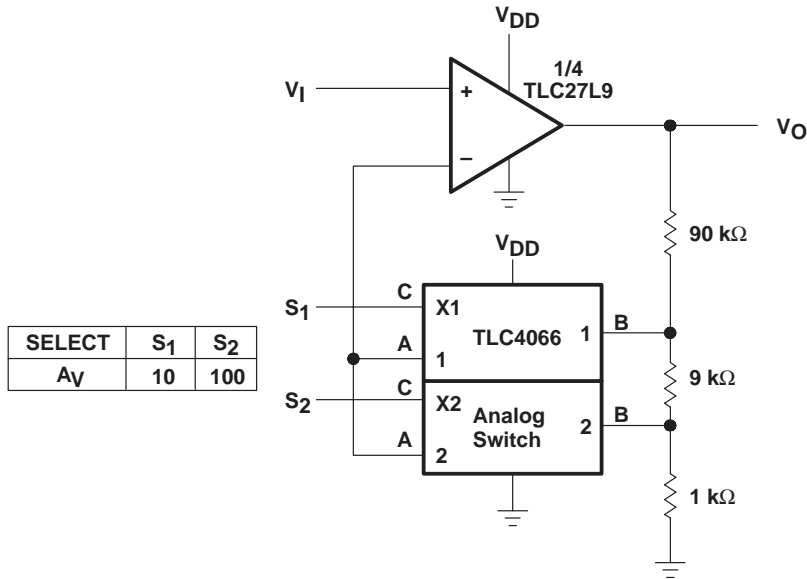 VDD
1/4
TLC27L9
VI
+
−
VO
90 kΩ
VDD
S1
C
X1
TLC4066
1
B
A
1
9 kΩ
S2
C
X2
Analog
Switch
2
B
A
2
1 kΩ
SELECT S1 S2
AV 10 100